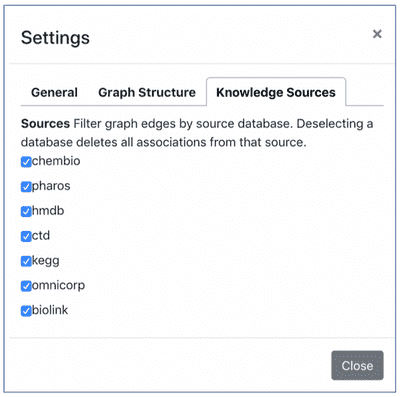 Settings
×
General Graph Structure Knowledge Sources
Sources Filter graph edges by source database. Deselecting a
database deletes all associations from that source.
chembio
pharos
hmdb
ctd
kegg
omnicorp
biolink
Close